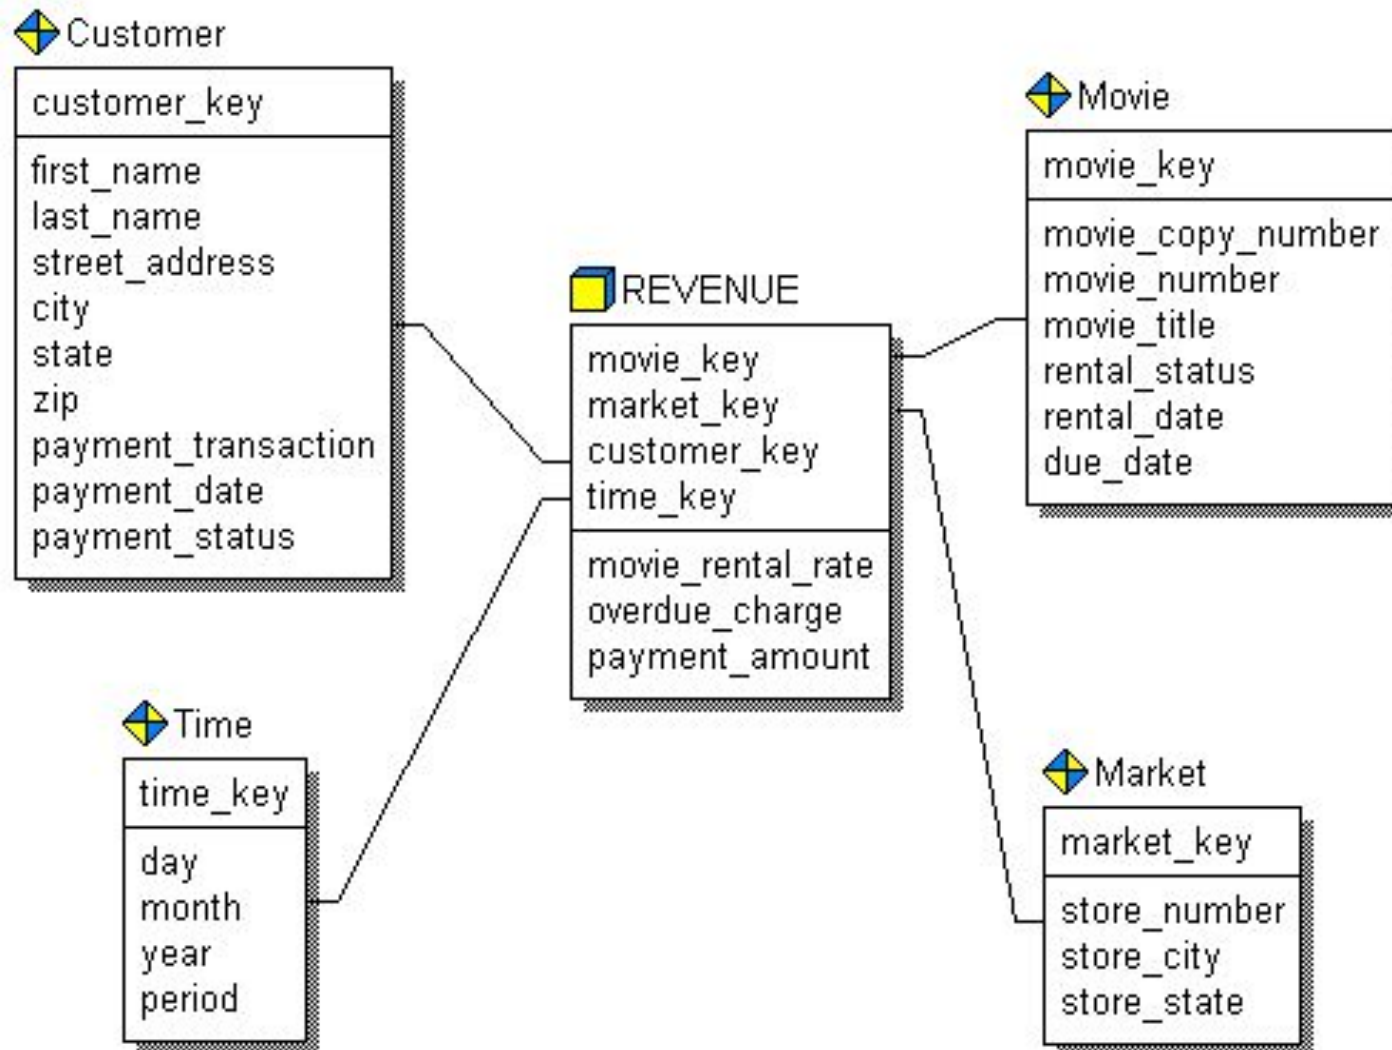 Customer
customer_key
first_name
last_name
street_address
city
state
zip
payment_transaction
payment_date
payment_status
Movie
movie_key
movie_copy_number
movie_number
movie_title
rental_status
rental_date
due_date
REVENUE
movie_key
market_key
customer_key
time_key
movie_rental_rate
overdue_charge
payment_amount
Time
time_key
day
month
year
period
Market
market_key
store_number
store_city
store_state